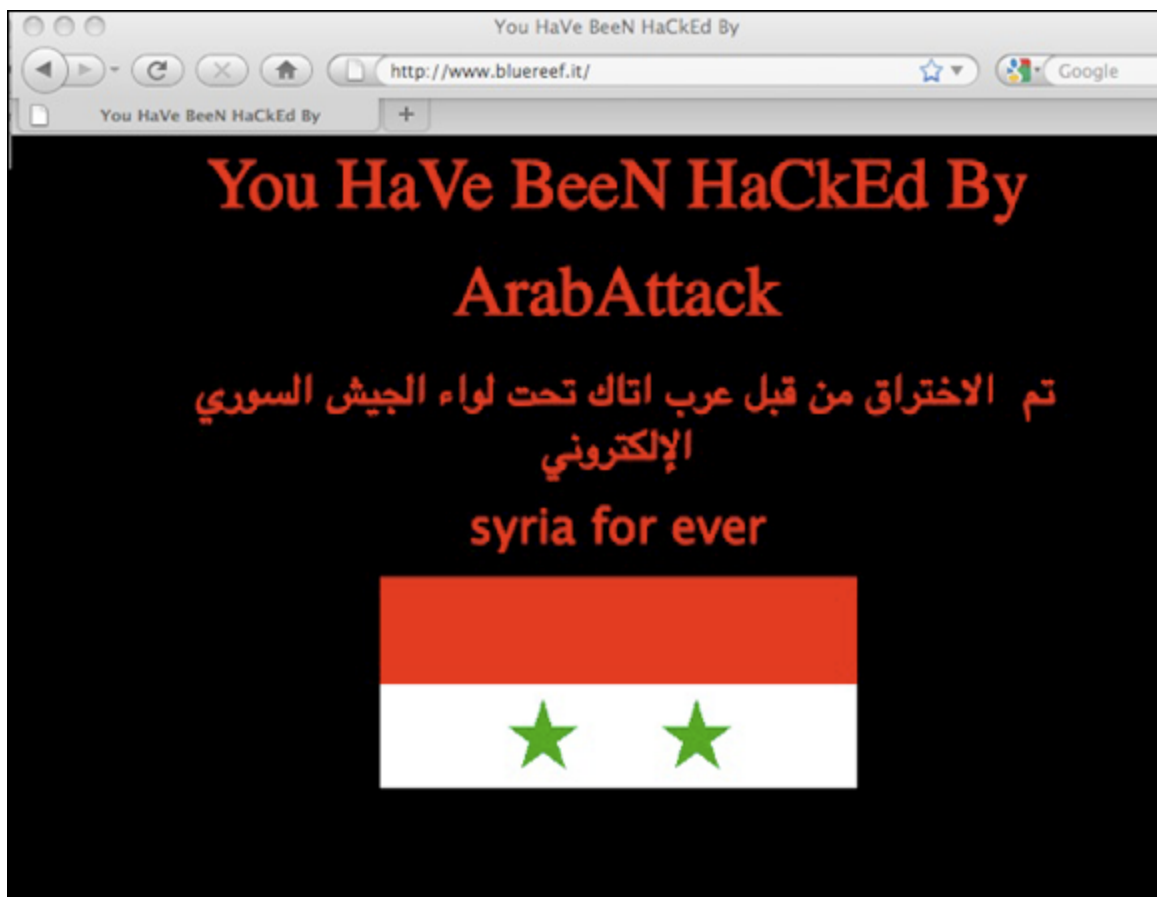 You HaVe BeeN HaCkEd By
http://www.bluereef.it/
Google
You HaVe BeeN HaCkEd By
You HaVe BeeN HaCkEd By
ArabAttack
تم الاختراق من قبل عرب اتاك تحت لواء الجيش السوري
الإلكتروني
syria for ever